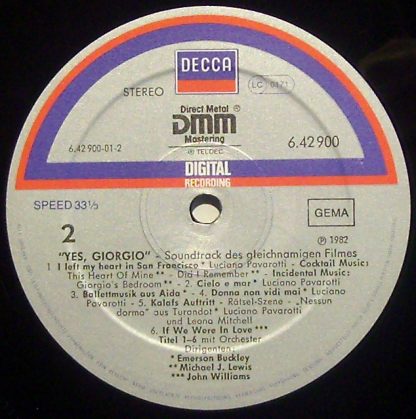 DECCA
STEREO
LC 0171
Direct Metal
DMM
Mastering
℗ TELDEC
6.42900-01-2
6.42900
DIGITAL
RECORDING
SPEED 33⅓
GEMA
2
℗ 1982
"YES, GIORGIO" – Soundtrack des gleichnamigen Filmes
1. I left my heart in San Francisco* Luciano Pavarotti - Cocktail Music:
This Heart Of Mine** - Did I Remember** - Incidental Music:
Giorgio's Bedroom** - 2. Cielo e mar* Luciano Pavarotti
3. Ballettmusik aus Aida* - 4. Donna non vidi mai* Luciano
Pavarotti - 5. Kalafs Auftritt - Rätsel-Szene - „Nessun
dorma" aus Turandot* Luciano Pavarotti
und Leona Mitchell
6. If We Were In Love***
Titel 1-6 mit Orchester
Dirigenten:
* Emerson Buckley
** Michael J. Lewis
*** John Williams